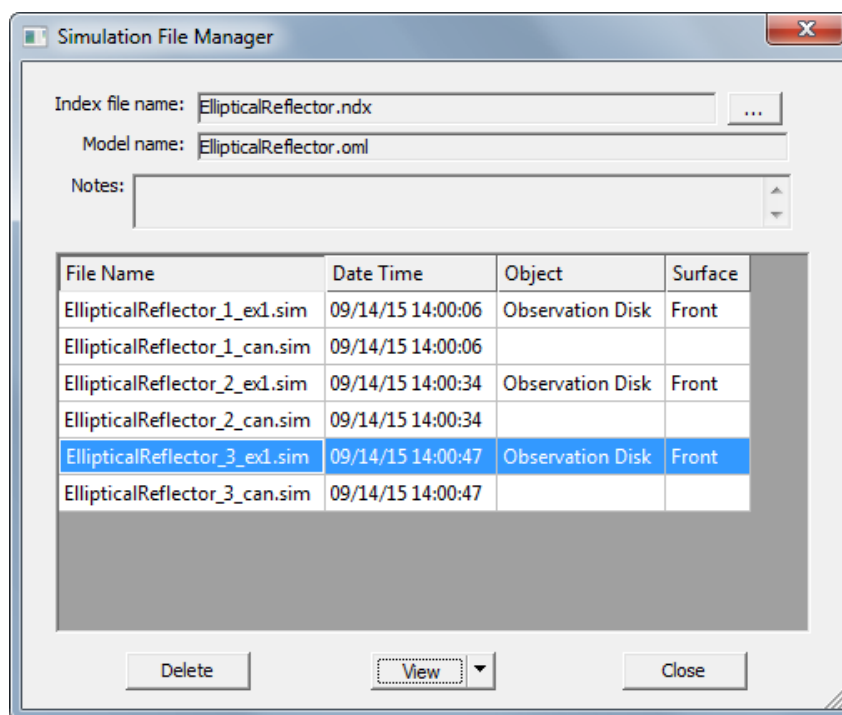 Simulation File Manager
Index file name: EllipticalReflector.ndx ...
Model name: EllipticalReflector.oml
Notes:
File Name Date Time Object Surface
EllipticalReflector_1_ex1.sim 09/14/15 14:00:06 Observation Disk Front
EllipticalReflector_1_can.sim 09/14/15 14:00:06
EllipticalReflector_2_ex1.sim 09/14/15 14:00:34 Observation Disk Front
EllipticalReflector_2_can.sim 09/14/15 14:00:34
EllipticalReflector_3_ex1.sim 09/14/15 14:00:47 Observation Disk Front
EllipticalReflector_3_can.sim 09/14/15 14:00:47
Delete View Close